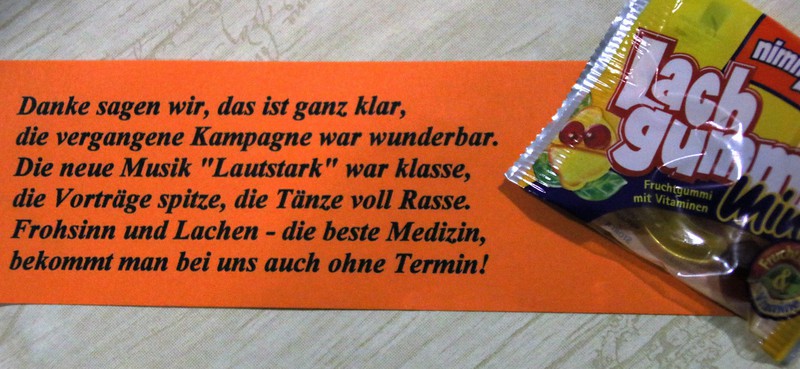 Danke sagen wir, das ist ganz klar,
die vergangene Kampagne war wunderbar.
Die neue Musik "Lautstark" war klasse,
die Vorträge spitze, die Tänze voll Rasse.
Frohsinn und Lachen - die beste Medizin,
bekommt man bei uns auch ohne Termin!
nimm
Lach
gummi
Fruchtgummi
mit Vitaminen
Mini